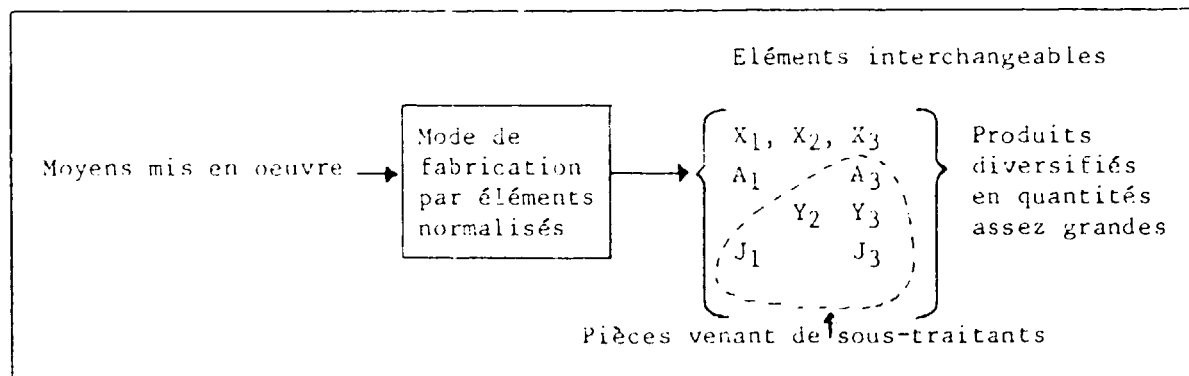 Eléments interchangeables
Moyens mis en oeuvre
Mode de
fabrication
par éléments
normalisés
X1, X2, X3
A1 A3
Y2 Y3
J1 J3
Produits
diversifiés
en quantités
assez grandes
Pièces venant de sous-traitants